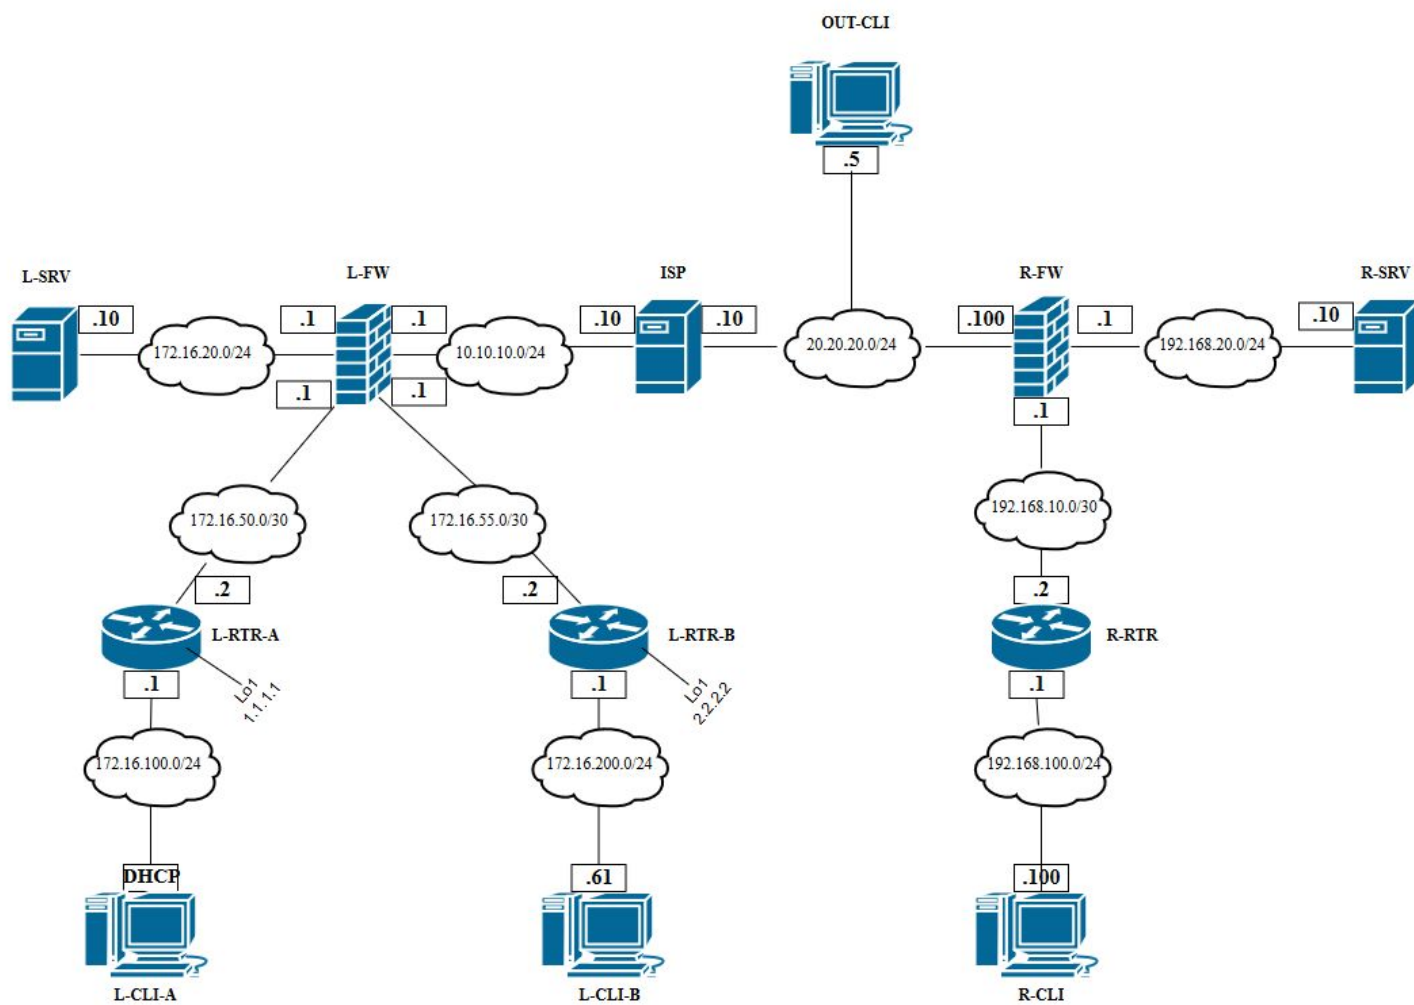 OUT-CLI
.5
L-SRV
L-FW
ISP
R-FW
R-SRV
.10
.1
.1
.10
.10
.100
.1
.10
172.16.20.0/24
10.10.10.0/24
20.20.20.0/24
192.168.20.0/24
.1
.1
.1
172.16.50.0/30
172.16.55.0/30
192.168.10.0/30
.2
.2
.2
L-RTR-A
L-RTR-B
R-RTR
.1
Lo1
1.1.1.1
.1
Lo1
2.2.2.2
.1
172.16.100.0/24
172.16.200.0/24
192.168.100.0/24
DHCP
.61
.100
L-CLI-A
L-CLI-B
R-CLI